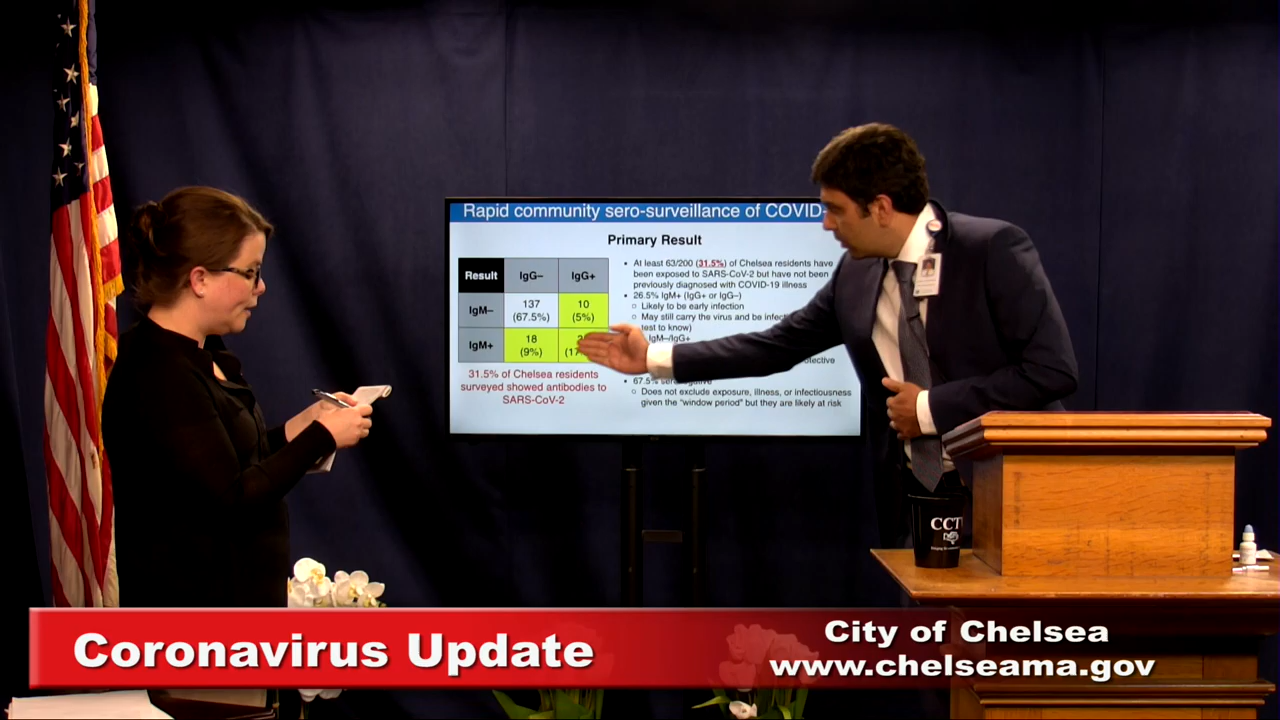 Rapid community sero-surveillance of COVID-
Primary Result
Result IgG– IgG+
IgM– 137 (67.5%) 10 (5%)
IgM+ 18 (9%)
31.5% of Chelsea residents
surveyed showed antibodies to
SARS-CoV-2
• At least 63/200 (31.5%) of Chelsea residents have
been exposed to SARS-CoV-2 but have not been
previously diagnosed with COVID-19 illness
• 26.5% IgM+ (IgG+ or IgG–)
○ Likely to be early infection
○ May still carry the virus and be
test to know)
IgM–/IgG+
• 67.5%
○ Does not exclude exposure, illness, or infectiousness
given the "window period" but they are likely at risk
CCT
Coronavirus Update
City of Chelsea
www.chelseama.gov